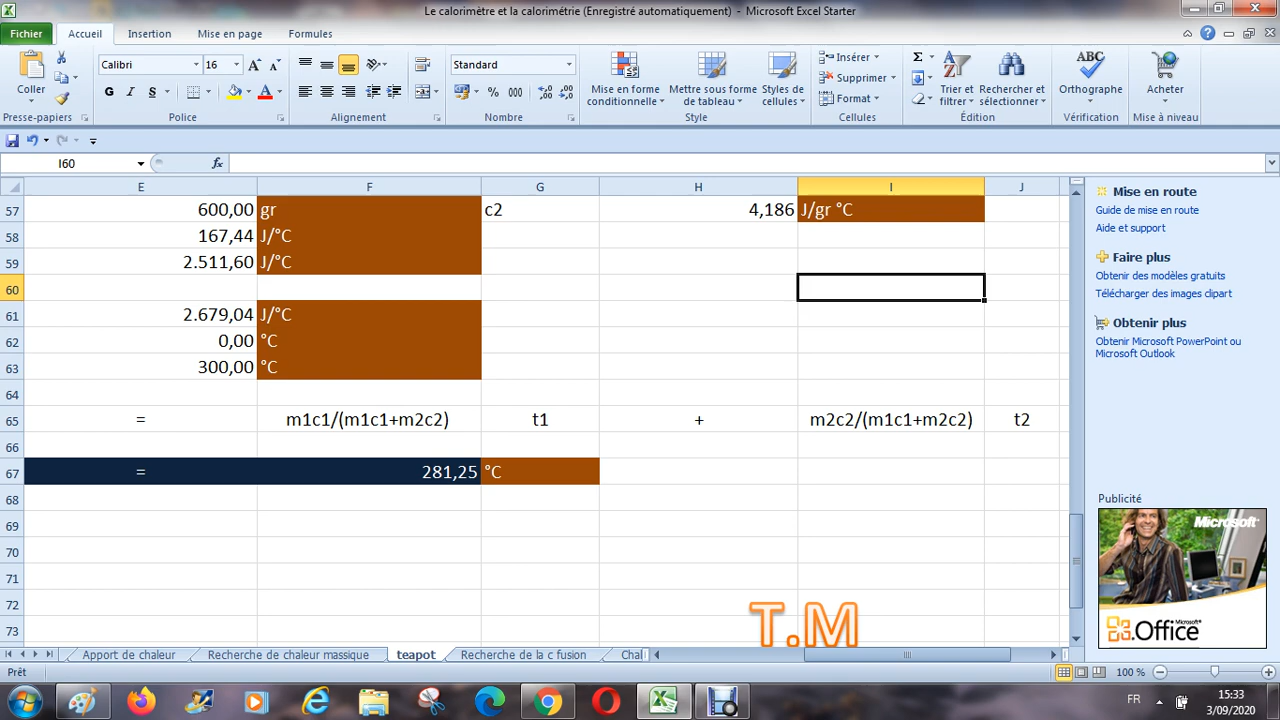 Le calorimètre et la calorimétrie (Enregistré automatiquement) - Microsoft Excel Starter
Fichier Accueil Insertion Mise en page Formules
Coller
Presse-papiers
Calibri 16
G I S
Police
Alignement
Standard
% 000
Nombre
Mise en forme conditionnelle
Mettre sous forme de tableau
Styles de cellules
Style
Insérer
Supprimer
Format
Cellules
Σ
Trier et filtrer
Rechercher et sélectionner
Édition
ABC
Orthographe
Vérification
Acheter
Mise à niveau
I60 fx
E F G H I J
57 600,00 gr c2 4,186 J/gr °C
58 167,44 J/°C
59 2.511,60 J/°C
60
61 2.679,04 J/°C
62 0,00 °C
63 300,00 °C
64
65 = m1c1/(m1c1+m2c2) t1 + m2c2/(m1c1+m2c2) t2
66
67 = 281,25 °C
68
69
70
71
72
73
T.M
Mise en route
Guide de mise en route
Aide et support
Faire plus
Obtenir des modèles gratuits
Télécharger des images clipart
Obtenir plus
Obtenir Microsoft PowerPoint ou
Microsoft Outlook
Publicité
Microsoft
Microsoft
Office
Apport de chaleur Recherche de chaleur massique teapot Recherche de la c fusion Chal
Prêt 100 %
FR 15:33
3/09/2020